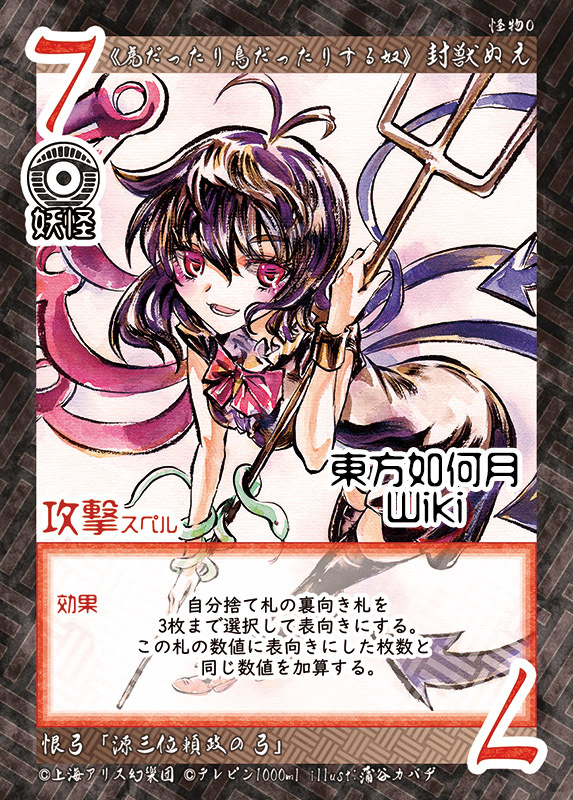 怪物0
7
《虎だったり鳥だったりする奴》 封獣ぬえ
妖怪
東方如何月
Wiki
攻撃スペル
効果
自分捨て札の裏向き札を
3枚まで選択して表向きにする。
この札の数値に表向きにした枚数と
同じ数値を加算する。
7
恨弓「源三位頼政の弓」
©上海アリス幻樂団 ©テレピン1000ml illust:蒲谷カバヂ